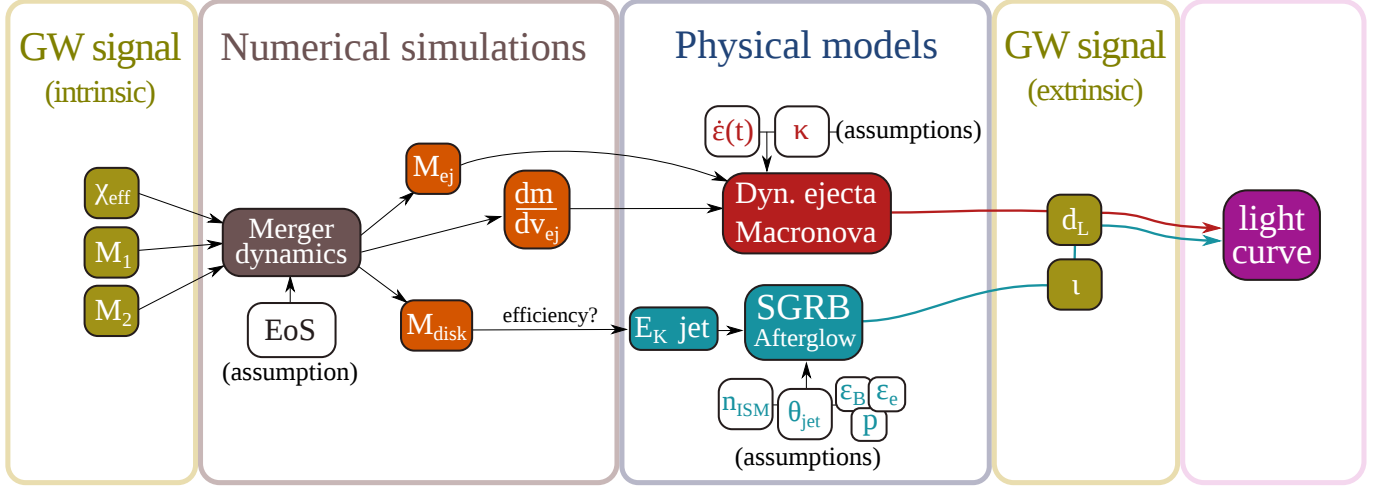 GW signal
(intrinsic)
χeff
M1
M2
Numerical simulations
Merger
dynamics
EoS
(assumption)
Mej
dm
dvej
Mdisk
efficiency?
Physical models
ε̇(t)
κ
(assumptions)
Dyn. ejecta
Macronova
EK jet
SGRB
Afterglow
nISM
θjet
εB
εe
p
(assumptions)
GW signal
(extrinsic)
dL
ι
light
curve